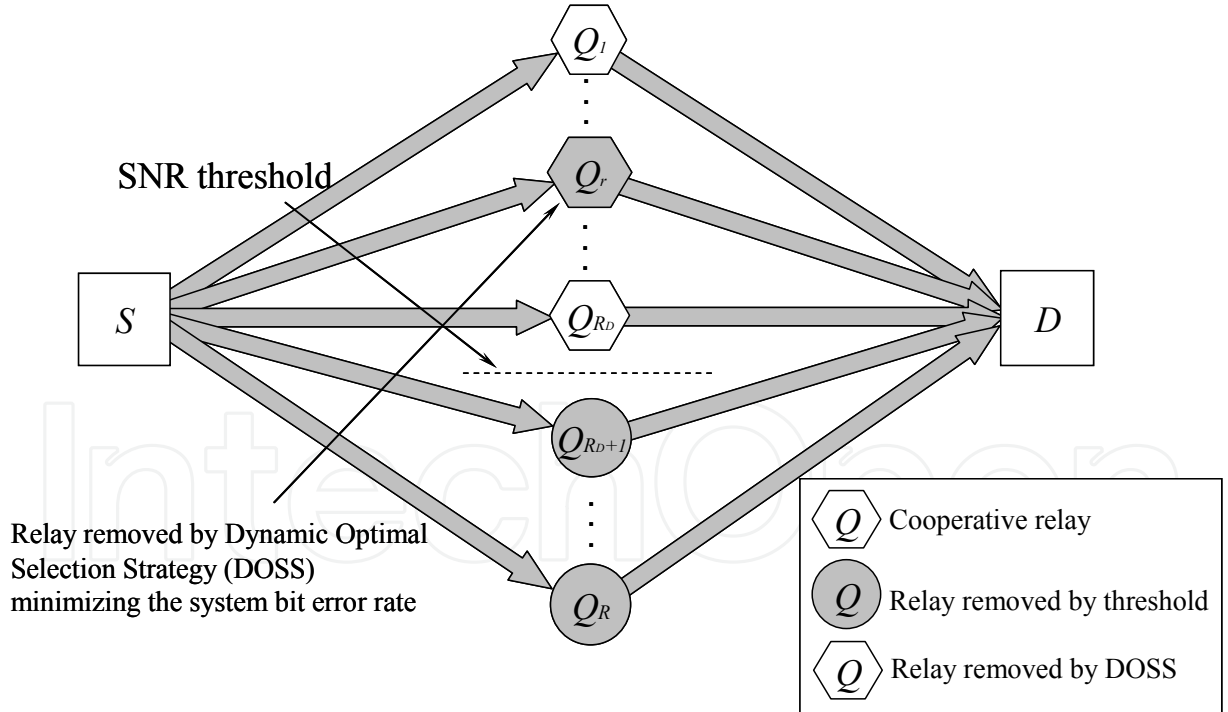 Q1
SNR threshold
Qr
S
QRD
D
QRD+1
IntechOpen
Relay removed by Dynamic Optimal
Selection Strategy (DOSS)
minimizing the system bit error rate
QR
Q Cooperative relay
Q Relay removed by threshold
Q Relay removed by DOSS